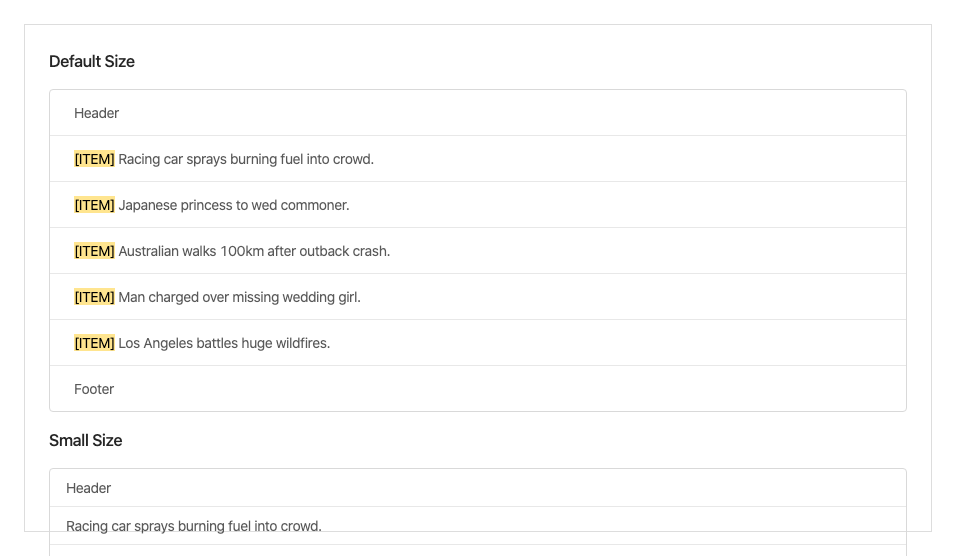 Default Size
Header
[ITEM] Racing car sprays burning fuel into crowd.
[ITEM] Japanese princess to wed commoner.
[ITEM] Australian walks 100km after outback crash.
[ITEM] Man charged over missing wedding girl.
[ITEM] Los Angeles battles huge wildfires.
Footer
Small Size
Header
Racing car sprays burning fuel into crowd.